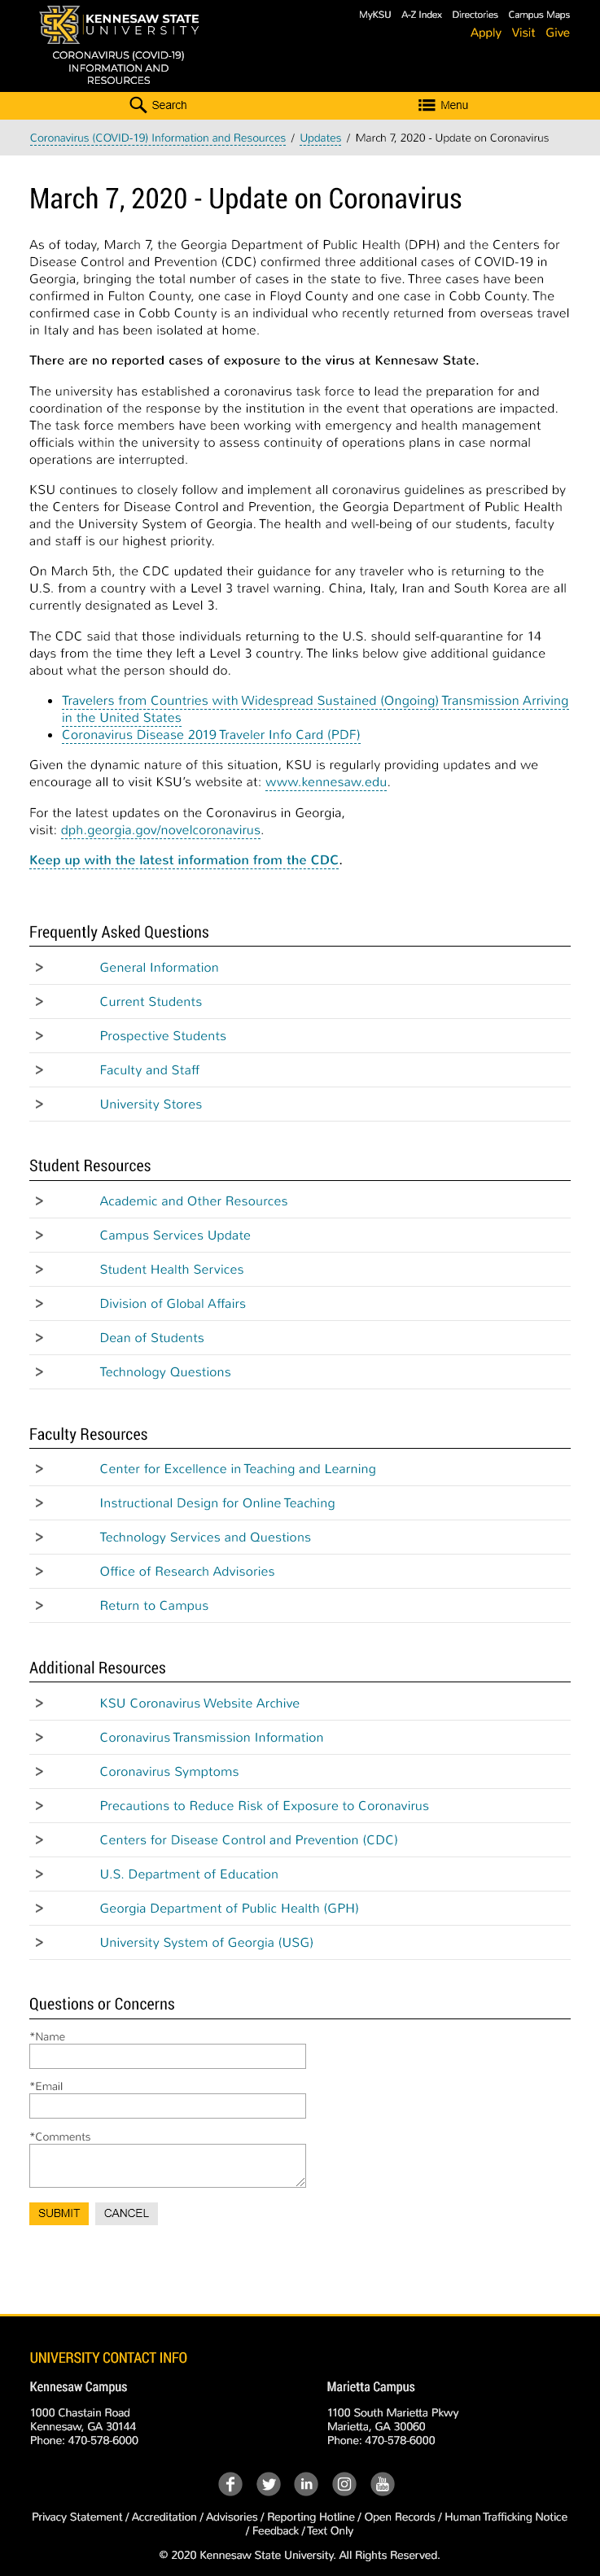 KENNESAW STATE
UNIVERSITY
CORONAVIRUS (COVID-19)
INFORMATION AND
RESOURCES
MyKSU A-Z Index Directories Campus Maps
Apply Visit Give
Search Menu
Coronavirus (COVID-19) Information and Resources / Updates / March 7, 2020 - Update on Coronavirus
March 7, 2020 - Update on Coronavirus
As of today, March 7, the Georgia Department of Public Health (DPH) and the Centers for
Disease Control and Prevention (CDC) confirmed three additional cases of COVID-19 in
Georgia, bringing the total number of cases in the state to five. Three cases have been
confirmed in Fulton County, one case in Floyd County and one case in Cobb County. The
confirmed case in Cobb County is an individual who recently returned from overseas travel
in Italy and has been isolated at home.
There are no reported cases of exposure to the virus at Kennesaw State.
The university has established a coronavirus task force to lead the preparation for and
coordination of the response by the institution in the event that operations are impacted.
The task force members have been working with emergency and health management
officials within the university to assess continuity of operations plans in case normal
operations are interrupted.
KSU continues to closely follow and implement all coronavirus guidelines as prescribed by
the Centers for Disease Control and Prevention, the Georgia Department of Public Health
and the University System of Georgia. The health and well-being of our students, faculty
and staff is our highest priority.
On March 5th, the CDC updated their guidance for any traveler who is returning to the
U.S. from a country with a Level 3 travel warning. China, Italy, Iran and South Korea are all
currently designated as Level 3.
The CDC said that those individuals returning to the U.S. should self-quarantine for 14
days from the time they left a Level 3 country. The links below give additional guidance
about what the person should do.
• Travelers from Countries with Widespread Sustained (Ongoing) Transmission Arriving
in the United States
• Coronavirus Disease 2019 Traveler Info Card (PDF)
Given the dynamic nature of this situation, KSU is regularly providing updates and we
encourage all to visit KSU's website at: www.kennesaw.edu.
For the latest updates on the Coronavirus in Georgia,
visit: dph.georgia.gov/novelcoronavirus.
Keep up with the latest information from the CDC.
Frequently Asked Questions
> General Information
> Current Students
> Prospective Students
> Faculty and Staff
> University Stores
Student Resources
> Academic and Other Resources
> Campus Services Update
> Student Health Services
> Division of Global Affairs
> Dean of Students
> Technology Questions
Faculty Resources
> Center for Excellence in Teaching and Learning
> Instructional Design for Online Teaching
> Technology Services and Questions
> Office of Research Advisories
> Return to Campus
Additional Resources
> KSU Coronavirus Website Archive
> Coronavirus Transmission Information
> Coronavirus Symptoms
> Precautions to Reduce Risk of Exposure to Coronavirus
> Centers for Disease Control and Prevention (CDC)
> U.S. Department of Education
> Georgia Department of Public Health (GPH)
> University System of Georgia (USG)
Questions or Concerns
*Name
*Email
*Comments
SUBMIT CANCEL
UNIVERSITY CONTACT INFO
Kennesaw Campus
1000 Chastain Road
Kennesaw, GA 30144
Phone: 470-578-6000
Marietta Campus
1100 South Marietta Pkwy
Marietta, GA 30060
Phone: 470-578-6000
Privacy Statement / Accreditation / Advisories / Reporting Hotline / Open Records / Human Trafficking Notice
/ Feedback / Text Only
© 2020 Kennesaw State University. All Rights Reserved.